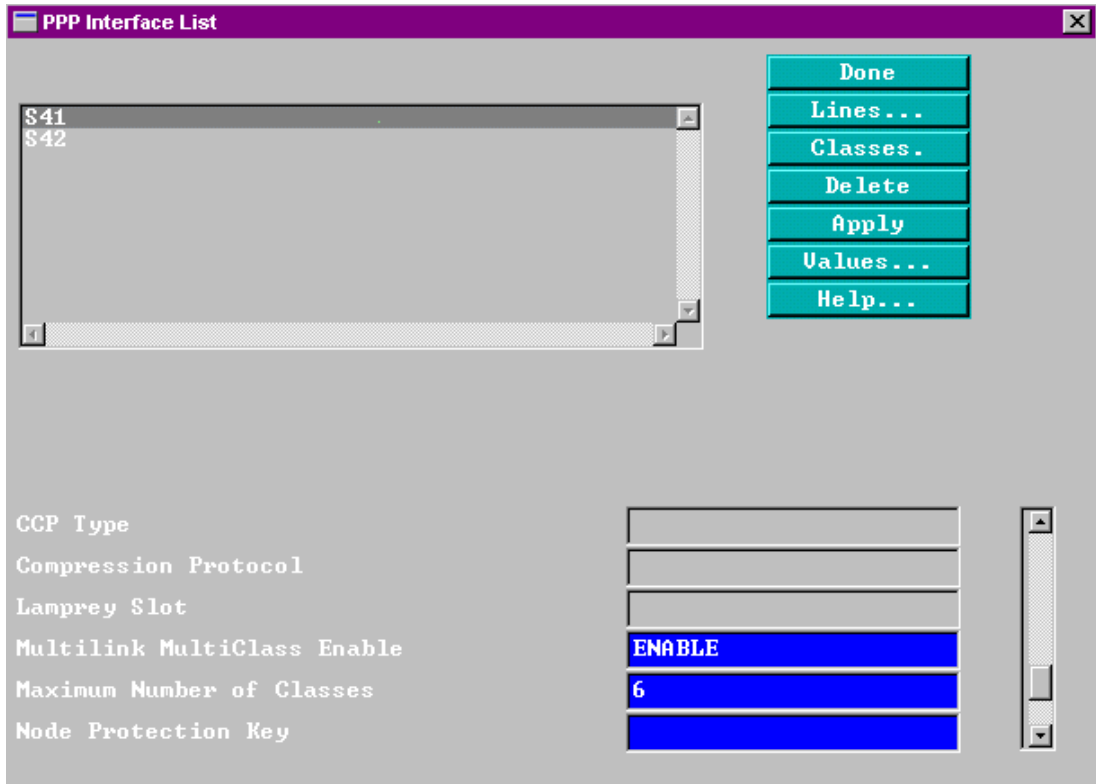 PPP Interface List
S41
S42
Done
Lines...
Classes.
Delete
Apply
Values...
Help...
CCP Type
Compression Protocol
Lamprey Slot
Multilink MultiClass Enable ENABLE
Maximum Number of Classes 6
Node Protection Key